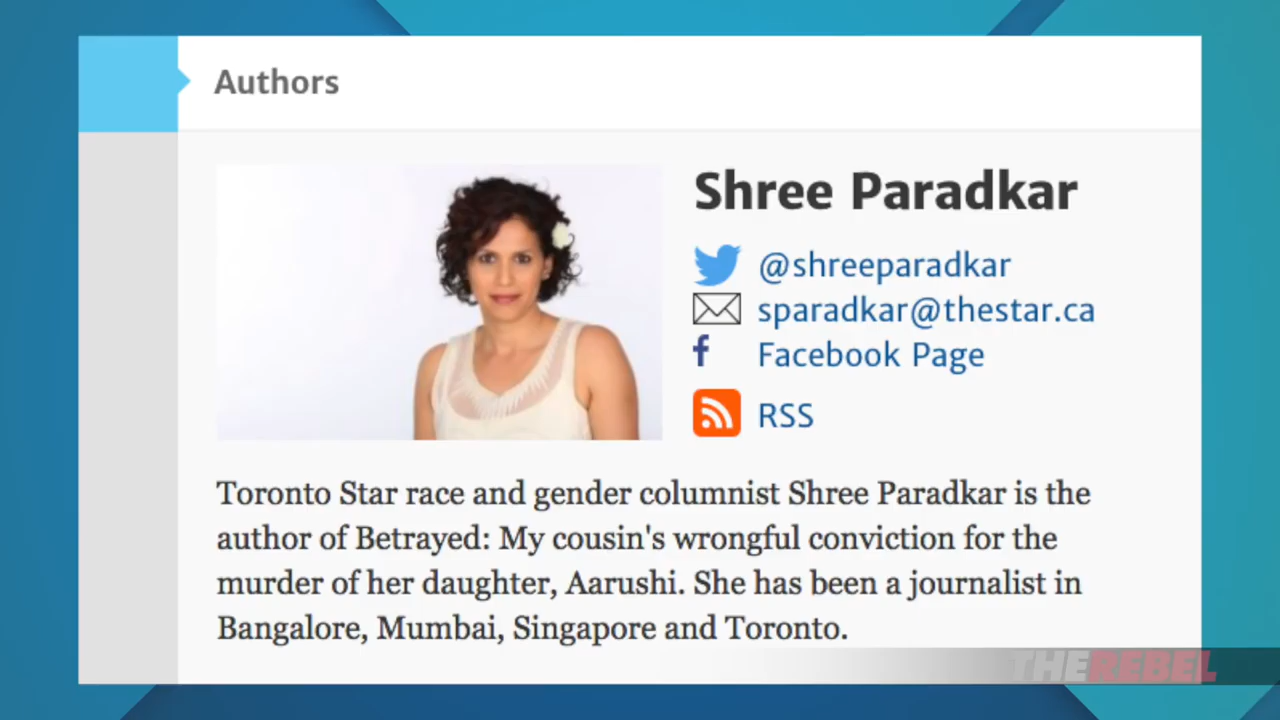 Authors
Shree Paradkar
@shreeparadkar
sparadkar@thestar.ca
Facebook Page
RSS
Toronto Star race and gender columnist Shree Paradkar is the
author of Betrayed: My cousin's wrongful conviction for the
murder of her daughter, Aarushi. She has been a journalist in
Bangalore, Mumbai, Singapore and Toronto.
THEREBEL